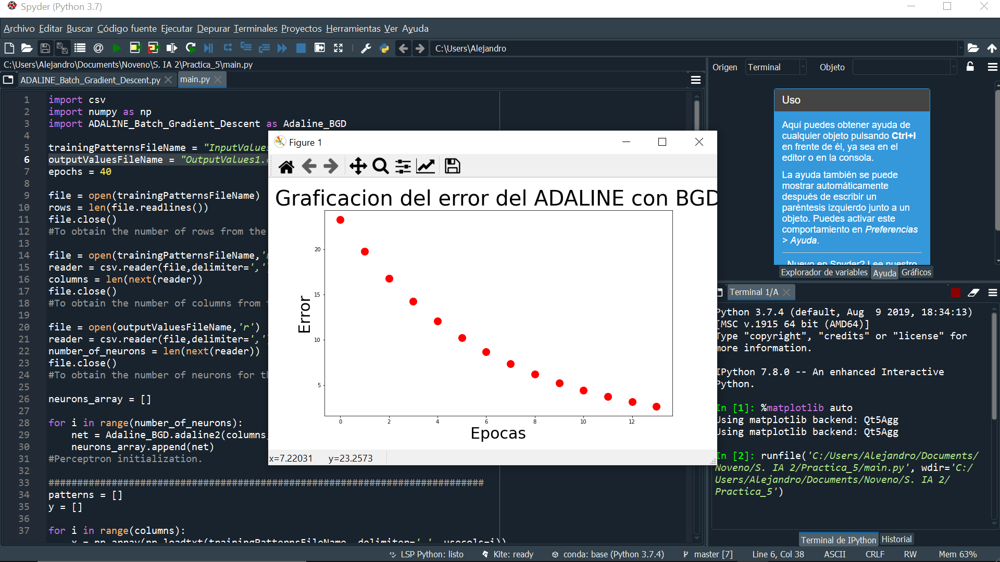 Spyder (Python 3.7)
Archivo Editar Buscar Código fuente Ejecutar Depurar Terminales Proyectos Herramientas Ver Ayuda
C:\Users\Alejandro
C:\Users\Alejandro\Documents\Noveno\S. IA 2\Practica_5\main.py
ADALINE_Batch_Gradient_Descent.py
main.py
1 import csv
2 import numpy as np
3 import ADALINE_Batch_Gradient_Descent as Adaline_BGD
4
5 trainingPatternsFileName = "InputValues
6 outputValuesFileName = "OutputValues1.
7 epochs = 40
8
9 file = open(trainingPatternsFileName)
10 rows = len(file.readlines())
11 file.close()
12 #To obtain the number of rows from the
13
14 file = open(trainingPatternsFileName,'
15 reader = csv.reader(file,delimiter=','
16 columns = len(next(reader))
17 file.close()
18 #To obtain the number of columns from
19
20 file = open(outputValuesFileName,'r')
21 reader = csv.reader(file,delimiter=','
22 number_of_neurons = len(next(reader))
23 file.close()
24 #To obtain the number of neurons for
25
26 neurons_array = []
27
28 for i in range(number_of_neurons):
29 net = Adaline_BGD.adaline2(columns
30 neurons_array.append(net)
31 #Perceptron initialization.
32
33 ############################################################################
34 patterns = []
35 y = []
36
37 for i in range(columns):
x = np.array(np.loadtxt(trainingPatternsFileName, delimiter=',', usecols=i))
Figure 1
Graficacion del error del ADALINE con BGD
Error
20
15
10
5
0 2 4 6 8 10 12
Epocas
x=7.22031 y=23.2573
Origen Terminal Objeto
Uso
Aquí puedes obtener ayuda de
cualquier objeto pulsando Ctrl+I
en frente de él, ya sea en el
editor o en la consola.
La ayuda también se puede
mostrar automáticamente
después de escribir un
paréntesis izquierdo junto a un
objeto. Puedes activar este
comportamiento en Preferencias
> Ayuda.
¿Nuevo en Spyder? Lee nuestro
Explorador de variables Ayuda Gráficos
Terminal 1/A
Python 3.7.4 (default, Aug  9 2019, 18:34:13)
[MSC v.1915 64 bit (AMD64)]
Type "copyright", "credits" or "license" for
more information.
IPython 7.8.0 -- An enhanced Interactive
Python.
In [1]: %matplotlib auto
Using matplotlib backend: Qt5Agg
Using matplotlib backend: Qt5Agg
In [2]: runfile('C:/Users/Alejandro/Documents/
Noveno/S. IA 2/Practica_5/main.py', wdir='C:/
Users/Alejandro/Documents/Noveno/S. IA 2/
Practica_5')
Terminal de IPython Historial
LSP Python: listo Kite: ready conda: base (Python 3.7.4) master [7] Line 6, Col 38 ASCII CRLF RW Mem 63%